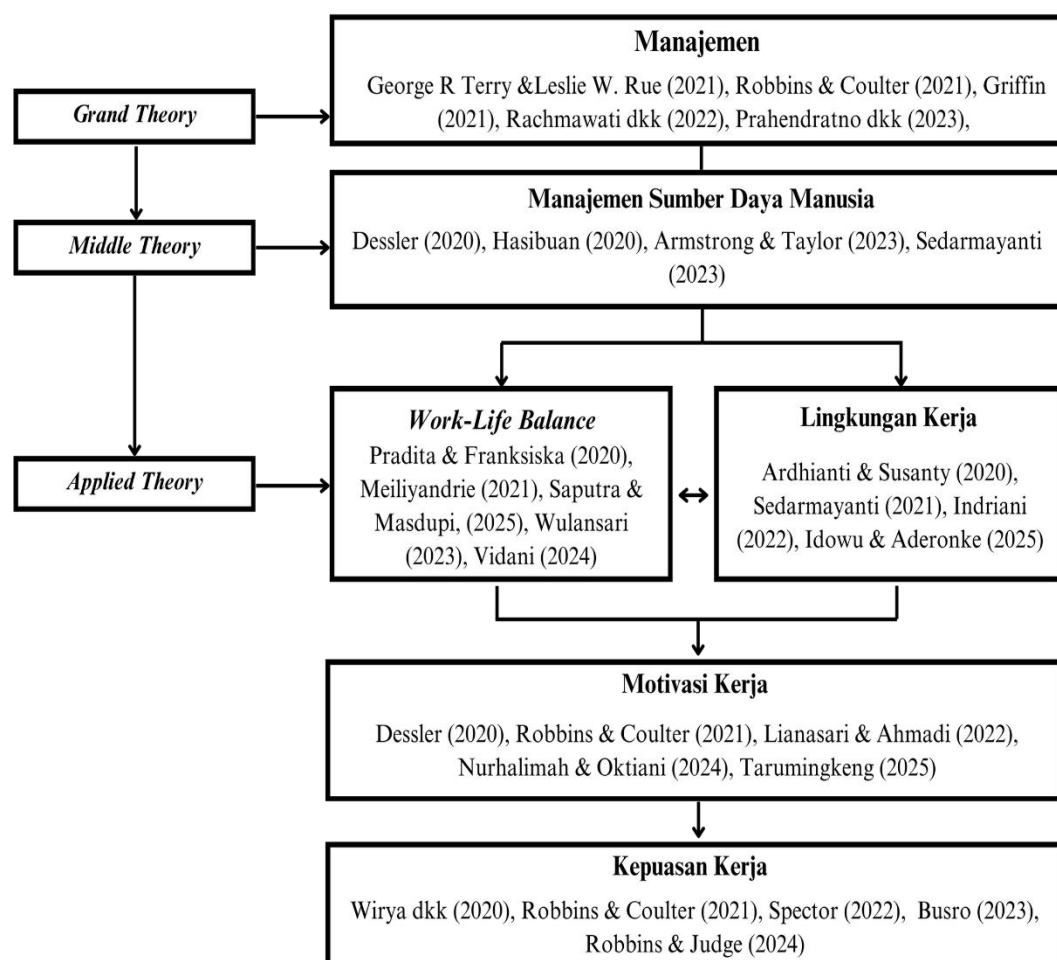 Manajemen
George R Terry &Leslie W. Rue (2021), Robbins & Coulter (2021), Griffin
(2021), Rachmawati dkk (2022), Prahendratno dkk (2023),
Grand Theory
Manajemen Sumber Daya Manusia
Dessler (2020), Hasibuan (2020), Armstrong & Taylor (2023), Sedarmayanti
(2023)
Middle Theory
Work-Life Balance
Pradita & Franksiska (2020),
Meiliyandrie (2021), Saputra &
Masdupi, (2025), Wulansari
(2023), Vidani (2024)
Lingkungan Kerja
Ardhianti & Susanty (2020),
Sedarmayanti (2021), Indriani
(2022), Idowu & Aderonke (2025)
Applied Theory
Motivasi Kerja
Dessler (2020), Robbins & Coulter (2021), Lianasari & Ahmadi (2022),
Nurhalimah & Oktiani (2024), Tarumingkeng (2025)
Kepuasan Kerja
Wirya dkk (2020), Robbins & Coulter (2021), Spector (2022), Busro (2023),
Robbins & Judge (2024)